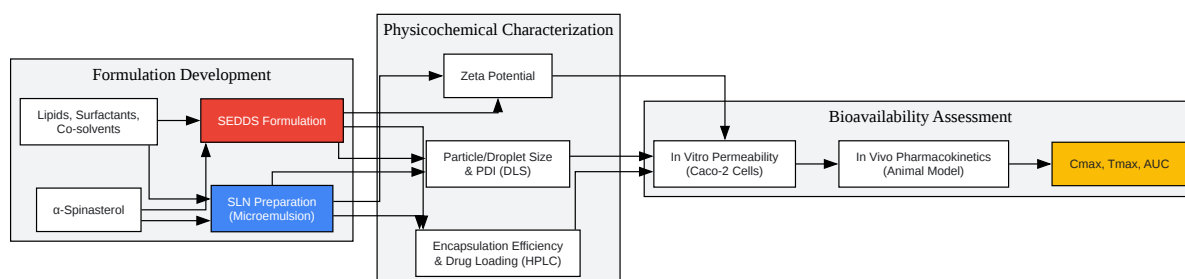 Formulation Development
Lipids, Surfactants,
Co-solvents
SEDDS Formulation
α-Spinasterol
SLN Preparation
(Microemulsion)
Physicochemical Characterization
Zeta Potential
Particle/Droplet Size
& PDI (DLS)
Encapsulation Efficiency
& Drug Loading (HPLC)
Bioavailability Assessment
In Vitro Permeability
(Caco-2 Cells)
In Vivo Pharmacokinetics
(Animal Model)
Cmax, Tmax, AUC